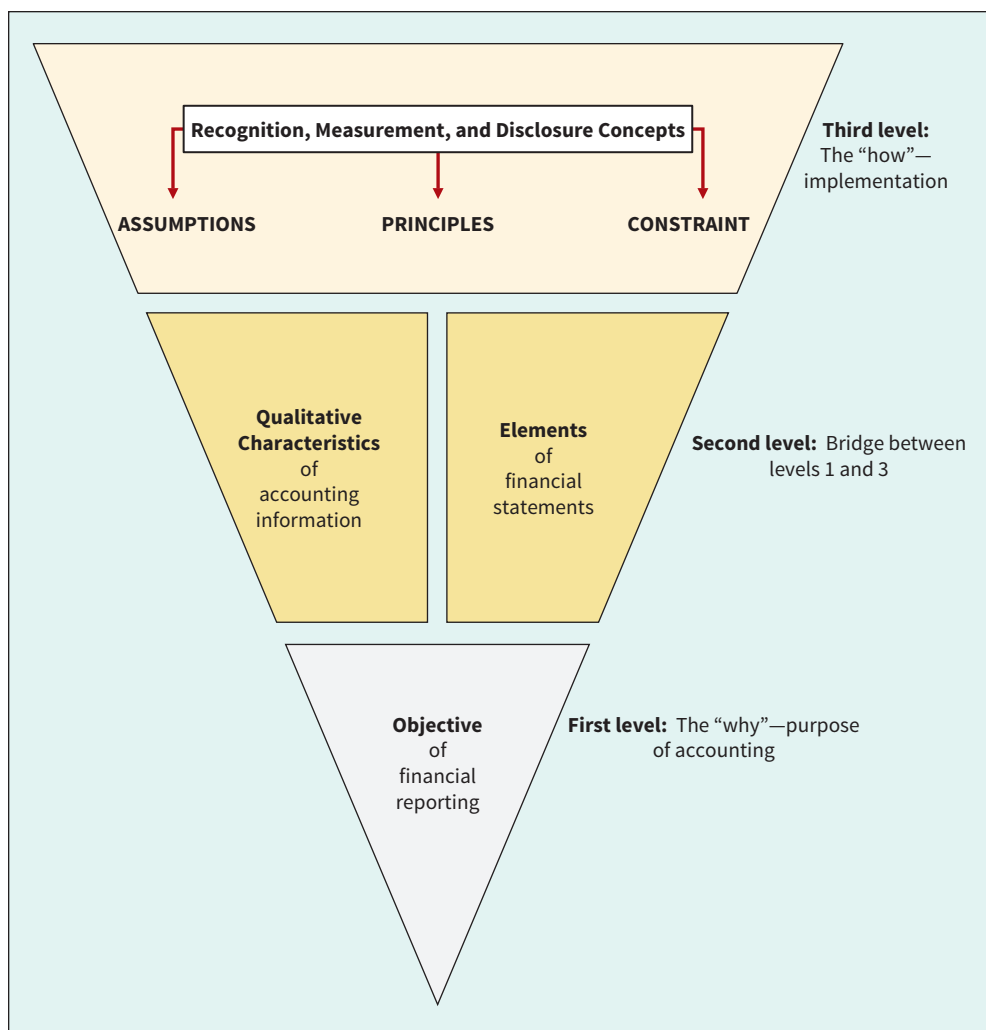 Recognition, Measurement, and Disclosure Concepts
ASSUMPTIONS
PRINCIPLES
CONSTRAINT
Third level:
The “how”—
implementation
Qualitative
Characteristics
of
accounting
information
Elements
of
financial
statements
Second level: Bridge between
levels 1 and 3
Objective
of
financial
reporting
First level: The “why”—purpose
of accounting